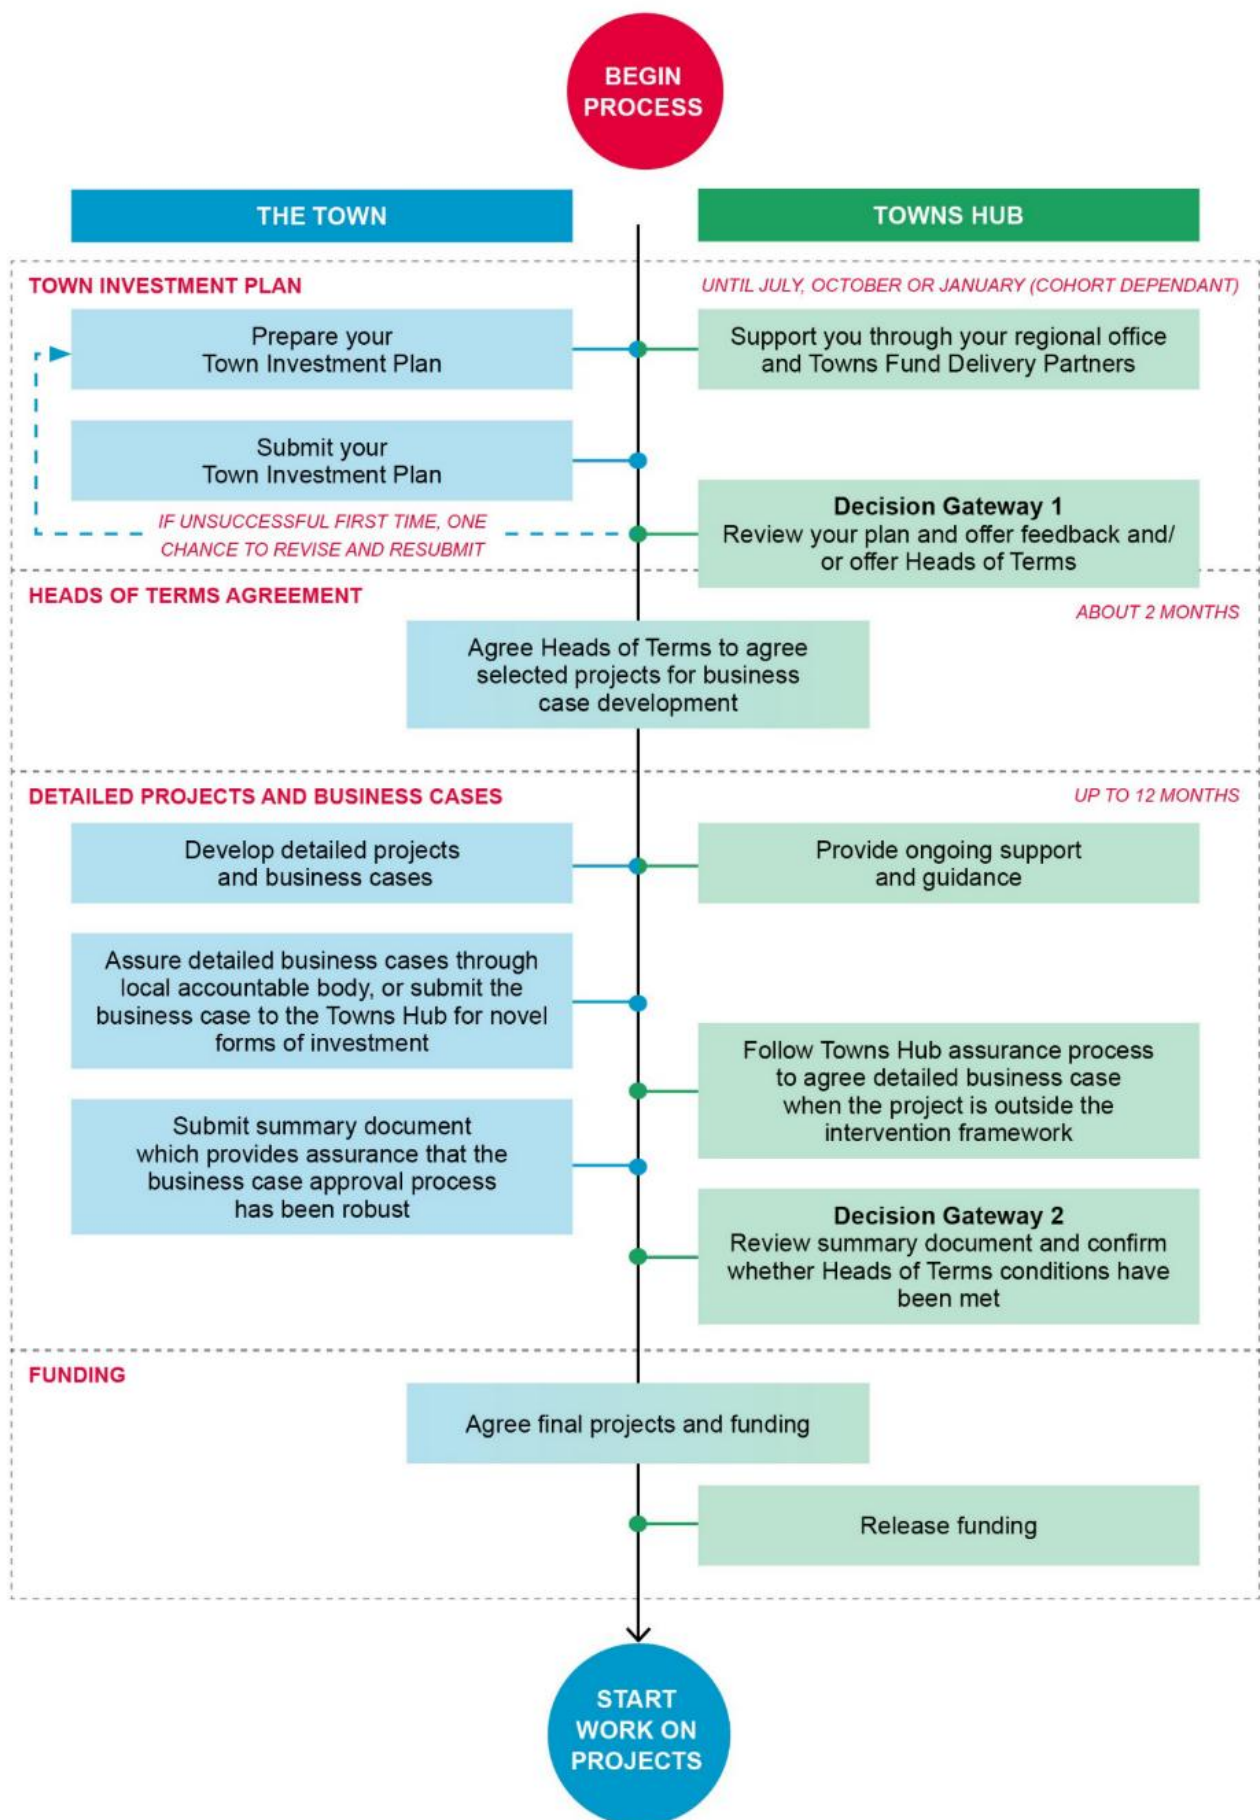 BEGIN
PROCESS
THE TOWN
TOWNS HUB
TOWN INVESTMENT PLAN
UNTIL JULY, OCTOBER OR JANUARY (COHORT DEPENDANT)
Prepare your
Town Investment Plan
Support you through your regional office
and Towns Fund Delivery Partners
Submit your
Town Investment Plan
IF UNSUCCESSFUL FIRST TIME, ONE
CHANCE TO REVISE AND RESUBMIT
Decision Gateway 1
Review your plan and offer feedback and/
or offer Heads of Terms
HEADS OF TERMS AGREEMENT
ABOUT 2 MONTHS
Agree Heads of Terms to agree
selected projects for business
case development
DETAILED PROJECTS AND BUSINESS CASES
UP TO 12 MONTHS
Develop detailed projects
and business cases
Provide ongoing support
and guidance
Assure detailed business cases through
local accountable body, or submit the
business case to the Towns Hub for novel
forms of investment
Follow Towns Hub assurance process
to agree detailed business case
when the project is outside the
intervention framework
Submit summary document
which provides assurance that the
business case approval process
has been robust
Decision Gateway 2
Review summary document and confirm
whether Heads of Terms conditions have
been met
FUNDING
Agree final projects and funding
Release funding
START
WORK ON
PROJECTS